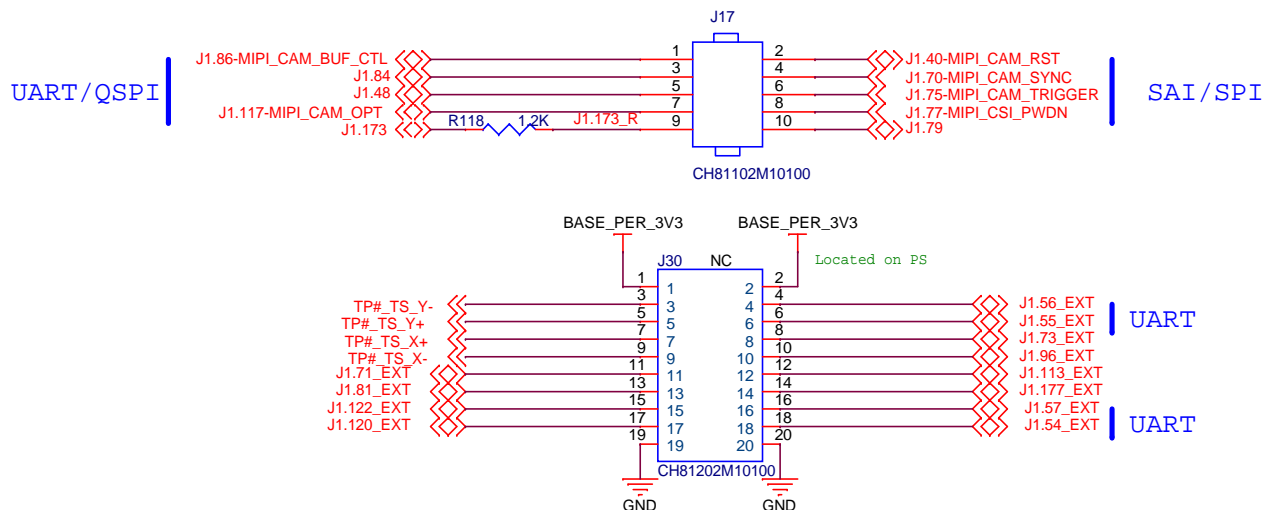 J17
J1.86-MIPI_CAM_BUF_CTL 1 2 J1.40-MIPI_CAM_RST
J1.84 3 4 J1.70-MIPI_CAM_SYNC
UART/QSPI J1.48 5 6 J1.75-MIPI_CAM_TRIGGER SAI/SPI
J1.117-MIPI_CAM_OPT 7 8 J1.77-MIPI_CSI_PWDN
J1.173 R118 1.2K J1.173_R 9 10 J1.79
CH81102M10100
BASE_PER_3V3 BASE_PER_3V3
J30 NC Located on PS
1 1 2 2
TP#_TS_Y- 3 3 4 4 J1.56_EXT
TP#_TS_Y+ 5 5 6 6 J1.55_EXT UART
TP#_TS_X+ 7 7 8 8 J1.73_EXT
TP#_TS_X- 9 9 10 10 J1.96_EXT
J1.71_EXT 11 11 12 12 J1.113_EXT
J1.81_EXT 13 13 14 14 J1.177_EXT
J1.122_EXT 15 15 16 16 J1.57_EXT
J1.120_EXT 17 17 18 18 J1.54_EXT UART
19 19 20 20
CH81202M10100
GND GND